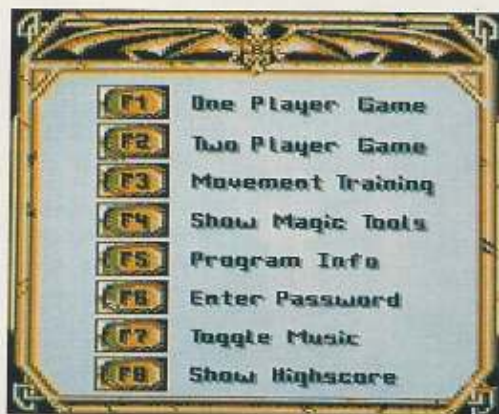 F1 One Player Game
F2 Two Player Game
F3 Movement Training
F4 Show Magic Tools
F5 Program Info
F6 Enter Password
F7 Toggle Music
F8 Show Highscore